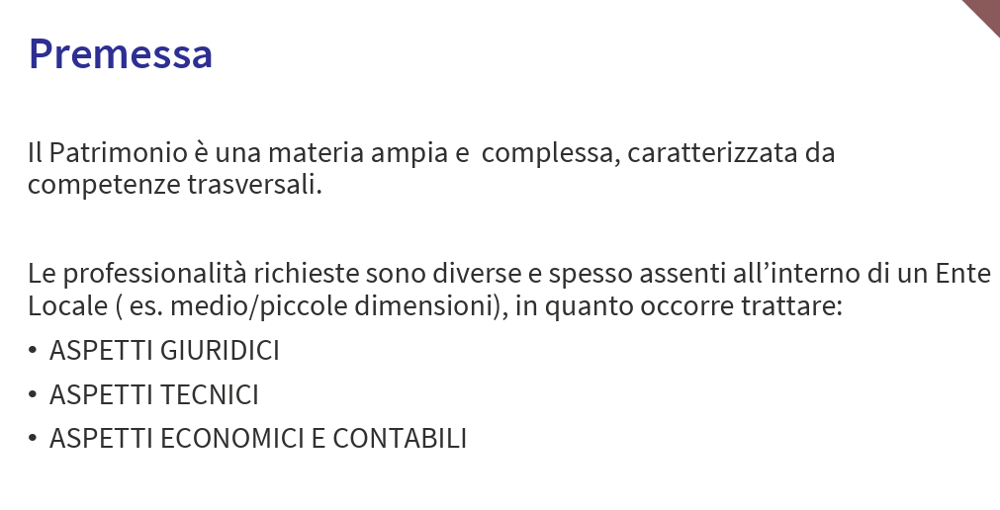 Premessa
Il Patrimonio è una materia ampia e  complessa, caratterizzata da
competenze trasversali.
Le professionalità richieste sono diverse e spesso assenti all’interno di un Ente
Locale ( es. medio/piccole dimensioni), in quanto occorre trattare:
• ASPETTI GIURIDICI
• ASPETTI TECNICI
• ASPETTI ECONOMICI E CONTABILI